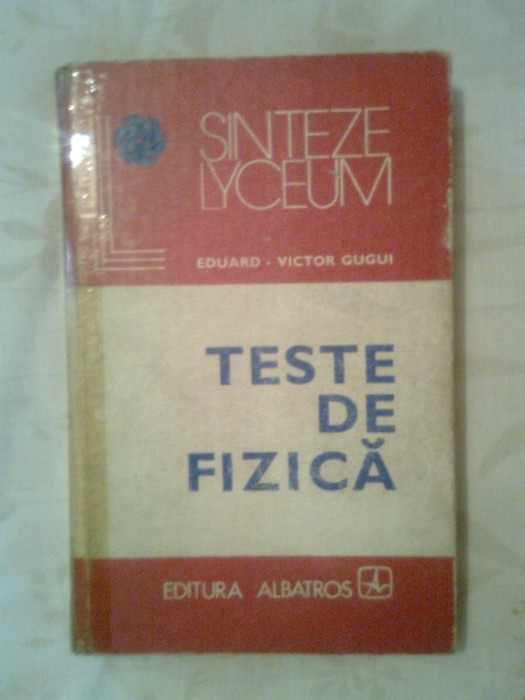 SINTEZE
LYCEUM
EDUARD - VICTOR GUGUI
TESTE
DE
FIZICĂ
EDITURA ALBATROS